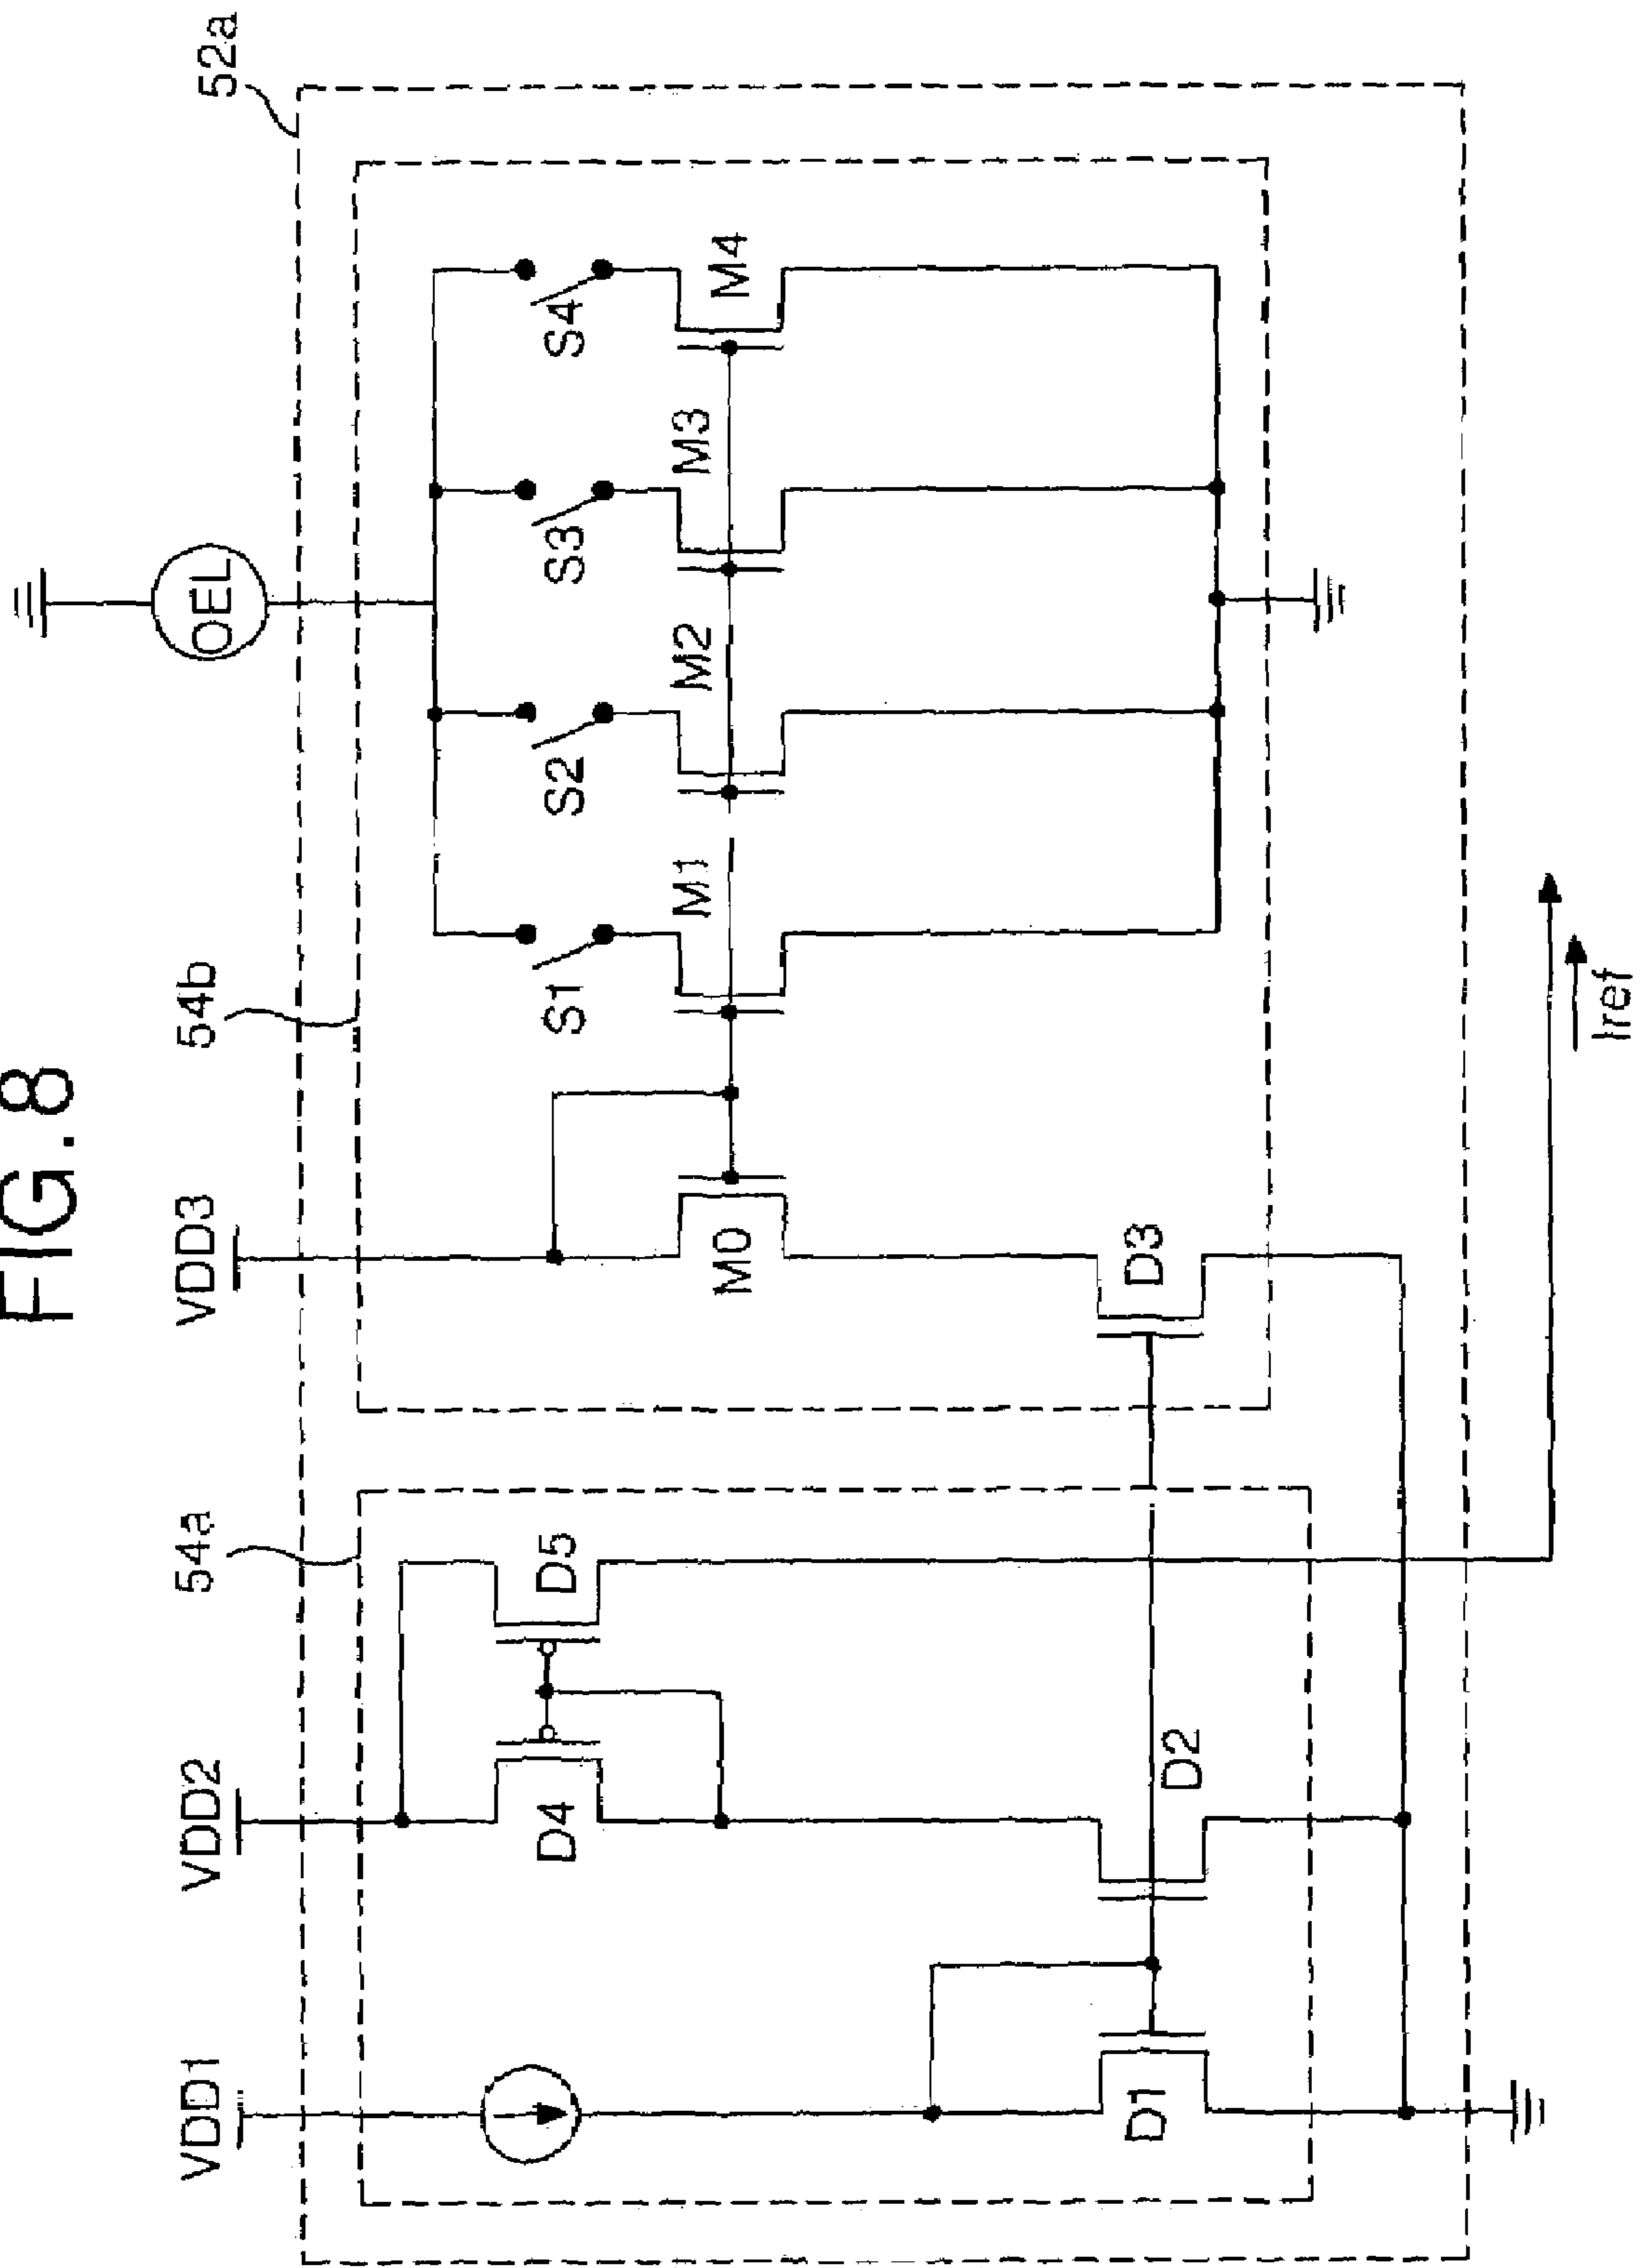 FIG.8
VDD1
VDD2
VDD3
OEL
52a
54a
54b
D4
D5
S1
S2
S3
S4
M0
M1
M2
M3
M4
D1
D2
D3
Iref